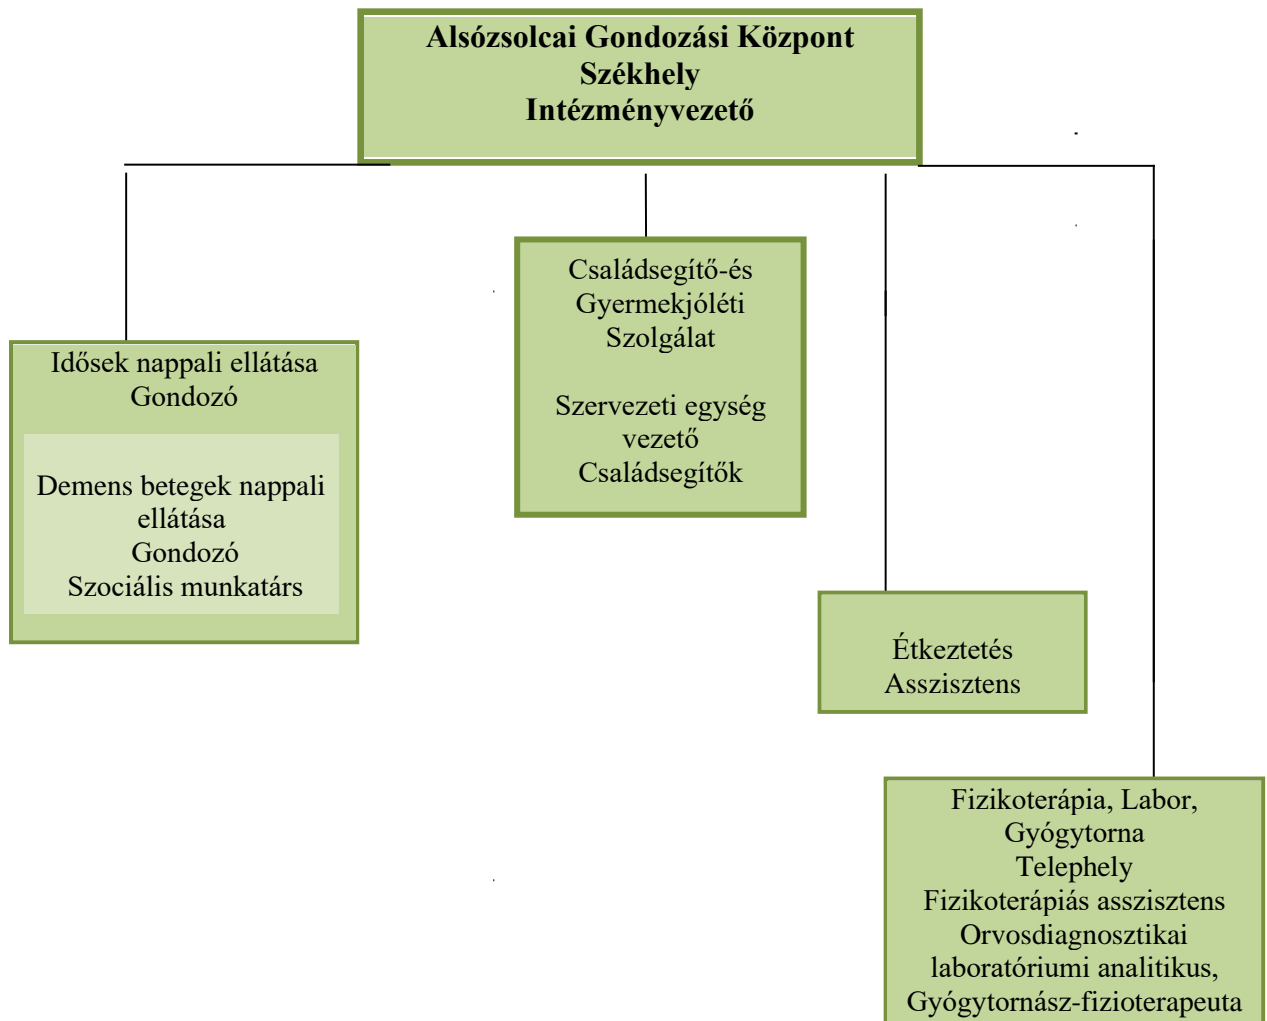 Alsózsolcai Gondozási Központ
Székhely
Intézményvezető
Családsegítő-és
Gyermekjóléti
Szolgálat
Szervezeti egység
vezető
Családsegítők
Idősek nappali ellátása
Gondozó
Demens betegek nappali
ellátása
Gondozó
Szociális munkatárs
Étkeztetés
Asszisztens
Fizikoterápia, Labor,
Gyógytorna
Telephely
Fizikoterápiás asszisztens
Orvosdiagnosztikai
laboratóriumi analitikus,
Gyógytornász-fizioterapeuta